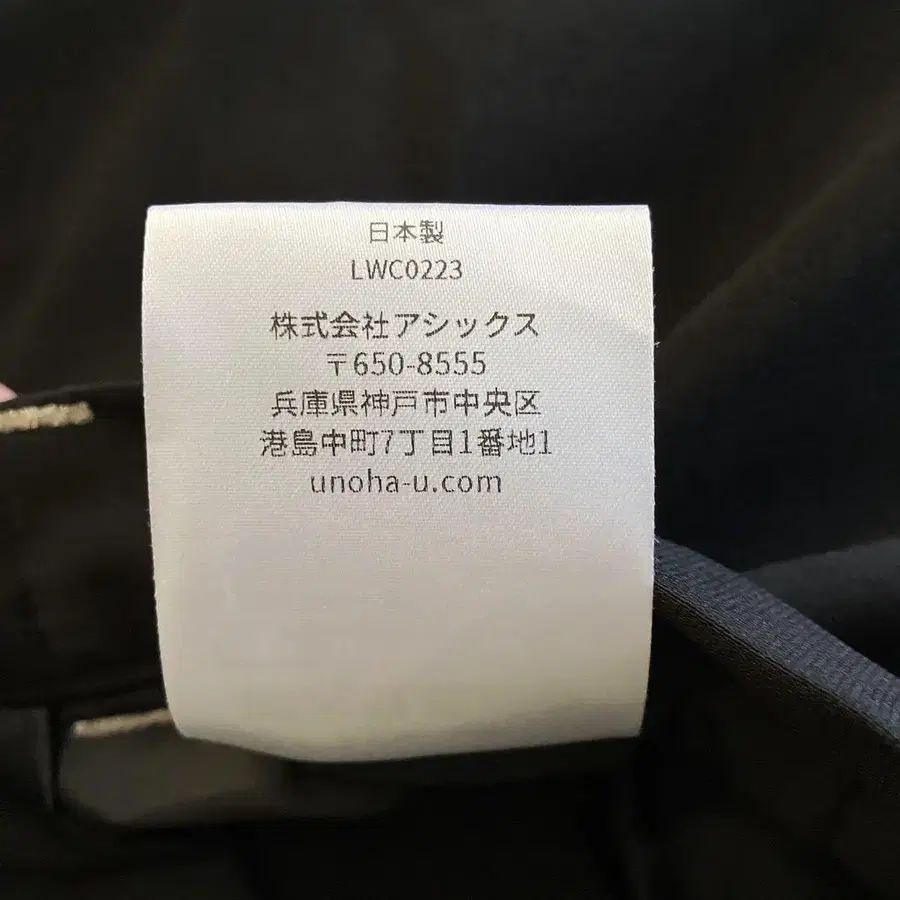 日本製
LWC0223
株式会社アシックス
〒650-8555
兵庫県神戸市中央区
港島中町7丁目1番地1
unoha-u.com